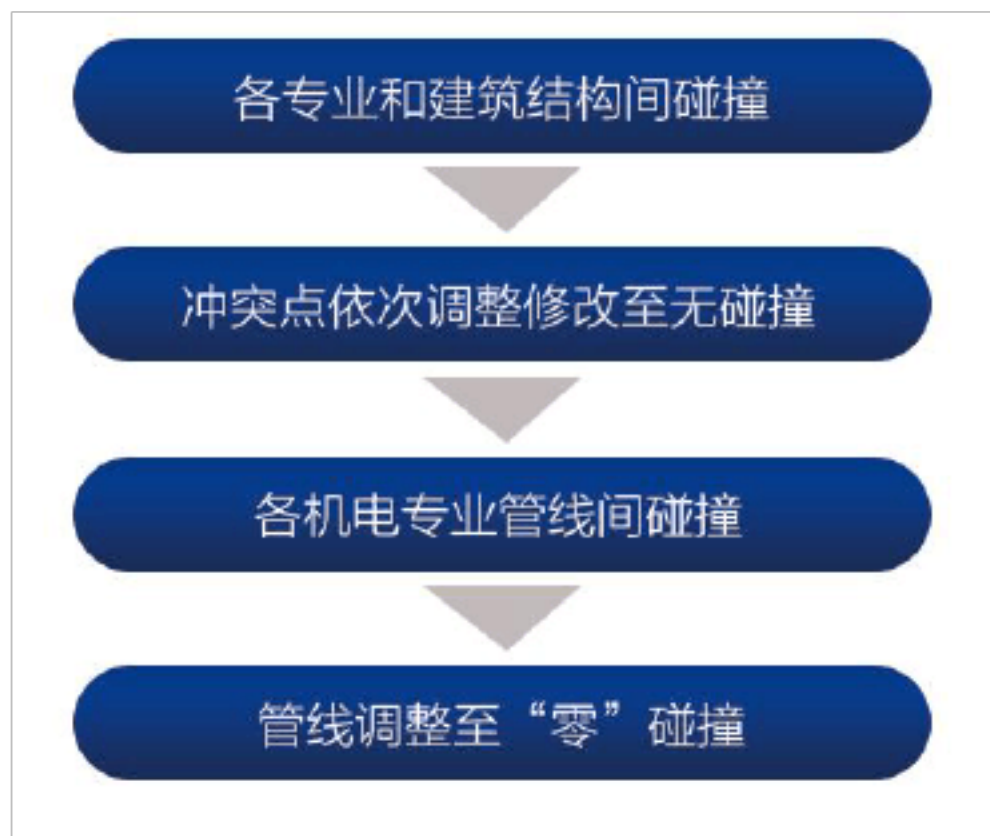 各专业和建筑结构间碰撞
冲突点依次调整修改至无碰撞
各机电专业管线间碰撞
管线调整至“零”碰撞